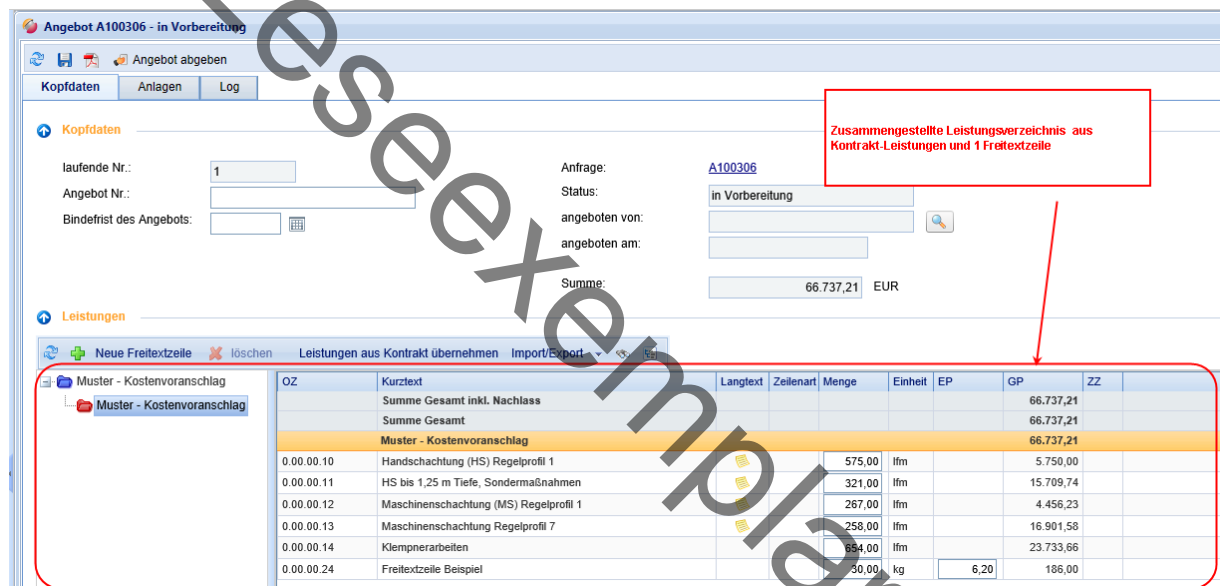 Angebot A100306 - in Vorbereitung
Angebot abgeben
Kopfdaten Anlagen Log
Kopfdaten
Zusammengestellte Leistungsverzeichnis aus
Kontrakt-Leistungen und 1 Freitextzeile
laufende Nr.: 1 Anfrage: A100306
Angebot Nr.: Status: in Vorbereitung
Bindefrist des Angebots: angeboten von:
angeboten am:
Summe: 66.737,21 EUR
Leistungen
Neue Freitextzeile löschen Leistungen aus Kontrakt übernehmen Import/Export
Muster - Kostenvoranschlag
Muster - Kostenvoranschlag
OZ Kurztext Langtext Zeilenart Menge Einheit EP GP ZZ
Summe Gesamt inkl. Nachlass 66.737,21
Summe Gesamt 66.737,21
Muster - Kostenvoranschlag 66.737,21
0.00.00.10 Handschachtung (HS) Regelprofil 1 575,00 lfm 5.750,00
0.00.00.11 HS bis 1,25 m Tiefe, Sondermaßnahmen 321,00 lfm 15.709,74
0.00.00.12 Maschinenschachtung (MS) Regelprofil 1 267,00 lfm 4.456,23
0.00.00.13 Maschinenschachtung Regelprofil 7 258,00 lfm 16.901,58
0.00.00.14 Klempnerarbeiten 654,00 lfm 23.733,66
0.00.00.24 Freitextzeile Beispiel 30,00 kg 6,20 186,00
Leseexemplar